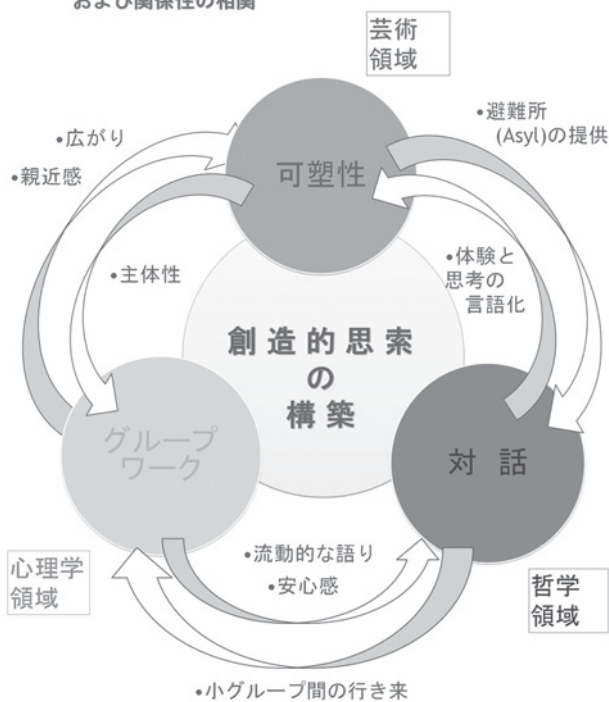 および関係性の相関
芸術
領域
•避難所
(Asyl)の提供
•広がり
•親近感
可塑性
•主体性
•体験と
思考の
言語化
創造的思索
の
構築
グループ
ワーク
対 話
•流動的な語り
•安心感
心理学
領域
哲学
領域
•小グループ間の行き来